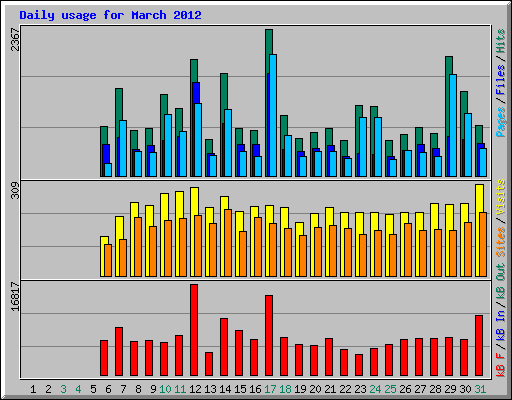 Daily usage for March 2012
2367
Pages / Files / Hits
309
Sites / Visits
16817
kB F / kB In / kB Out
1 2 3 4 5 6 7 8 9 10 11 12 13 14 15 16 17 18 19 20 21 22 23 24 25 26 27 28 29 30 31